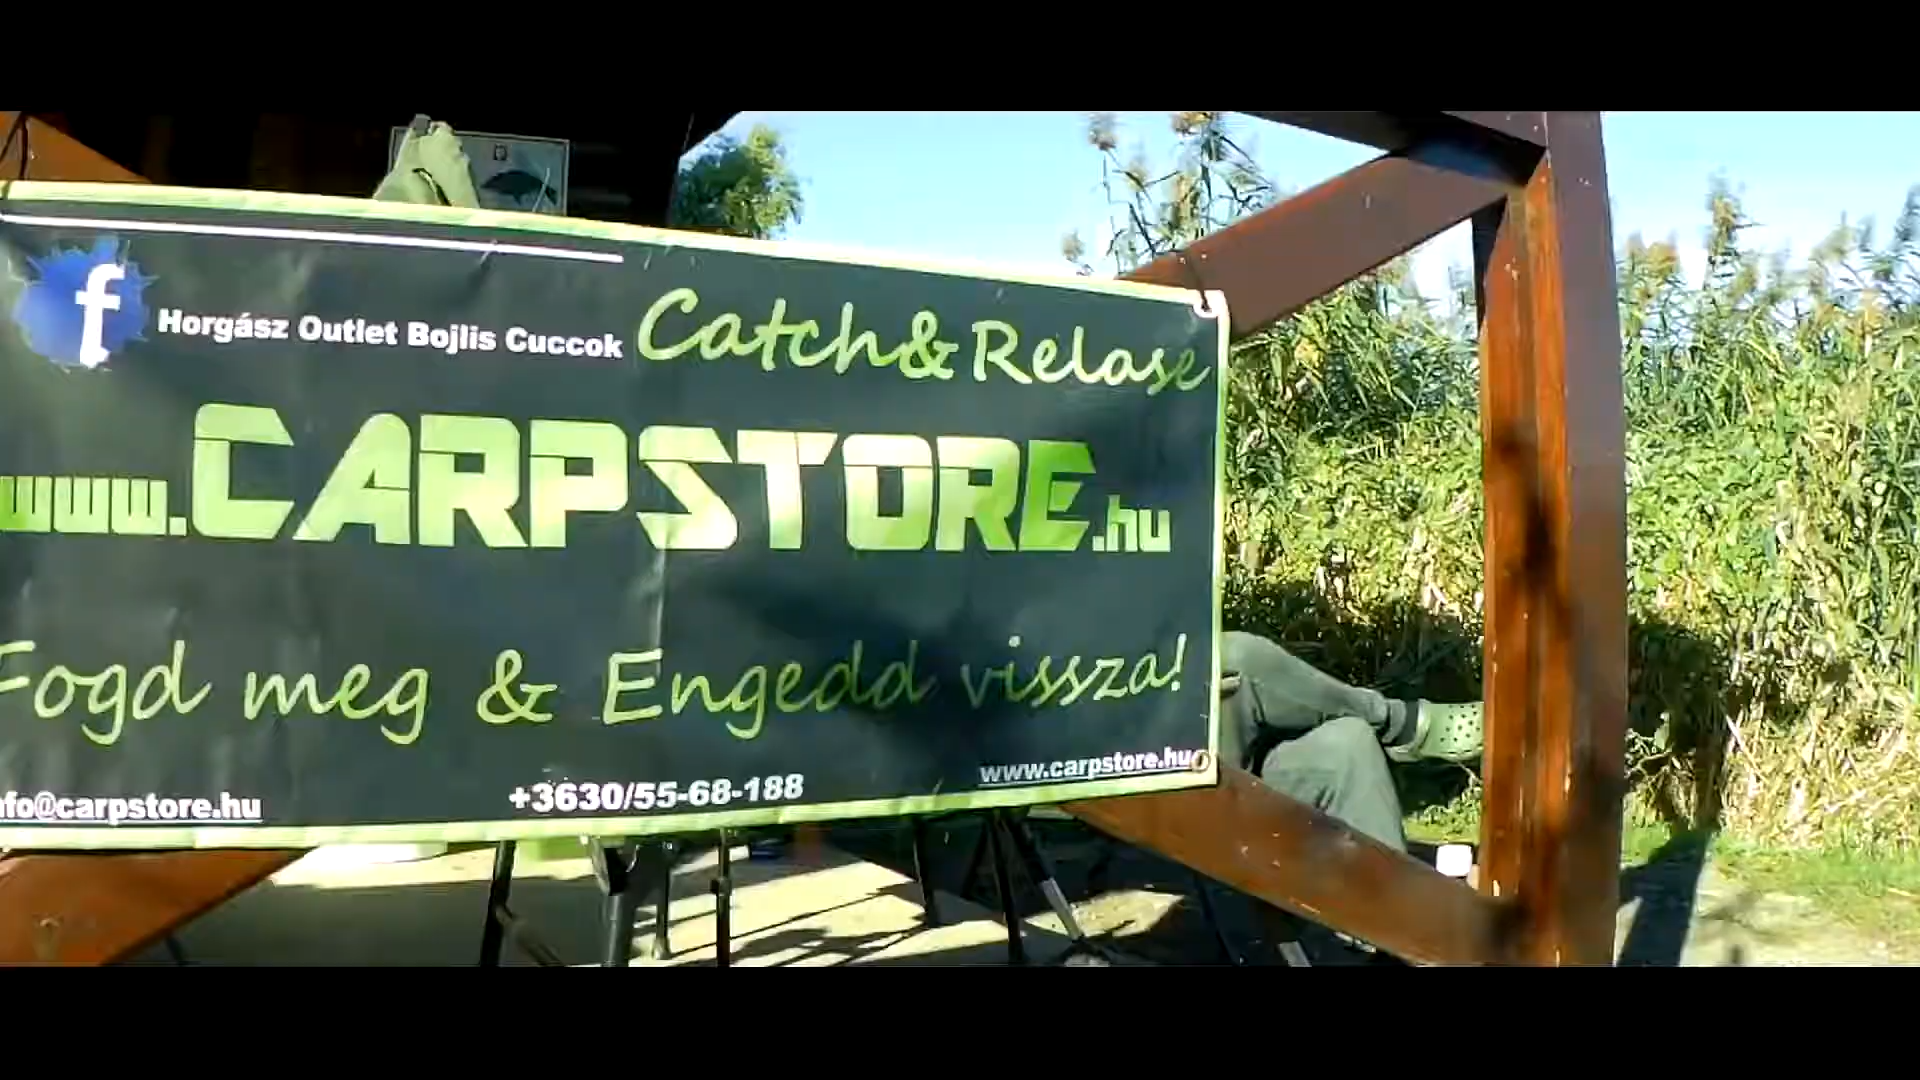 Horgász Outlet Bojlis Cuccok
Catch&Relase
www.CARPSTORE.hu
Fogd meg & Engedd vissza!
nfo@carpstore.hu
+3630/55-68-188
www.carpstore.hu